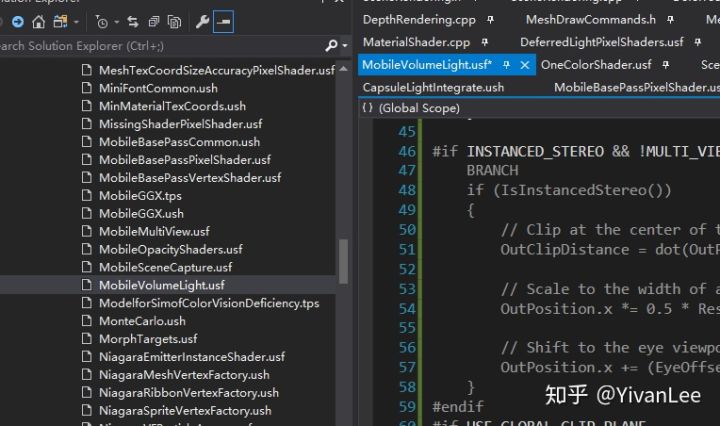 earch Solution Explorer (Ctrl+;)
MeshTexCoordSizeAccuracyPixelShader.usf
MiniFontCommon.ush
MinMaterialTexCoords.ush
MissingShaderPixelShader.usf
MobileBasePassCommon.ush
MobileBasePassPixelShader.usf
MobileBasePassVertexShader.usf
MobileGGX.tps
MobileGGX.ush
MobileMultiView.usf
MobileOpacityShaders.usf
MobileSceneCapture.usf
MobileVolumeLight.usf
ModelforSimofColorVisionDeficiency.tps
MonteCarlo.ush
MorphTargets.usf
NiagaraEmitterInstanceShader.usf
NiagaraMeshVertexFactory.ush
NiagaraRibbonVertexFactory.ush
NiagaraSpriteVertexFactory.ush
DepthRendering.cpp MeshDrawCommands.h
MaterialShader.cpp DeferredLightPixelShaders.usf
MobileVolumeLight.usf* OneColorShader.usf Sce
CapsuleLightIntegrate.ush MobileBasePassPixelShader.us
{} (Global Scope)
45
46 #if INSTANCED_STEREO && !MULTI_VIE
47 BRANCH
48 if (IsInstancedStereo())
49 {
50 // Clip at the center of t
51 OutClipDistance = dot(OutP
52
53 // Scale to the width of a
54 OutPosition.x *= 0.5 * Res
55
56 // Shift to the eye viewpo
57 OutPosition.x += (EyeOffse
58 }
59 #endif
60 #if USE_GLOBAL_CLIP_PLANE
知乎 @YivanLee